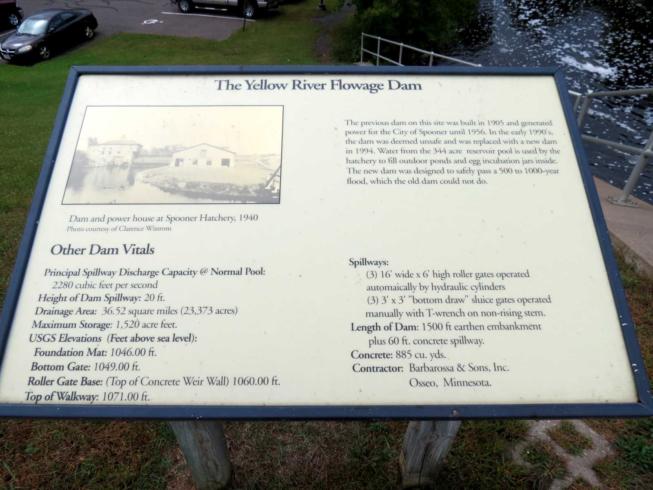 The Yellow River Flowage Dam
The previous dam on this site was built in 1905 and generated
power for the City of Spooner until 1956. In the early 1990's,
the dam was deemed unsafe and was replaced with a new dam
in 1994. Water from the 344 acre reservoir pool is used by the
hatchery to fill outdoor ponds and egg incubation jars inside.
The new dam was designed to safely pass a 500 to 1000-year
flood, which the old dam could not do.
Dam and power house at Spooner Hatchery, 1940
Photo courtesy of Clarence Wistrom
Other Dam Vitals
Principal Spillway Discharge Capacity @ Normal Pool:
2280 cubic feet per second
Height of Dam Spillway: 20 ft.
Drainage Area: 36.52 square miles (23,373 acres)
Maximum Storage: 1,520 acre feet.
USGS Elevations (Feet above sea level):
Foundation Mat: 1046.00 ft.
Bottom Gate: 1049.00 ft.
Roller Gate Base: (Top of Concrete Weir Wall) 1060.00 ft.
Top of Walkway: 1071.00 ft.
Spillways:
(3) 16' wide x 6' high roller gates operated
automaically by hydraulic cylinders
(3) 3' x 3' "bottom draw" sluice gates operated
manually with T-wrench on non-rising stem.
Length of Dam: 1500 ft earthen embankment
plus 60 ft. concrete spillway.
Concrete: 885 cu. yds.
Contractor: Barbarossa & Sons, Inc.
Osseo, Minnesota.